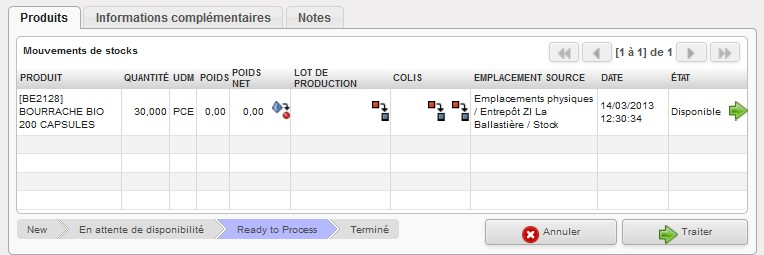 Produits Informations complémentaires Notes
Mouvements de stocks [1 à 1] de 1
PRODUIT QUANTITÉ UDM POIDS POIDS NET LOT DE PRODUCTION COLIS EMPLACEMENT SOURCE DATE ÉTAT
[BE2128]
BOURRACHE BIO
200 CAPSULES
30,000 PCE 0,00 0,00
Emplacements physiques
/ Entrepôt ZI La
Ballastière / Stock
14/03/2013
12:30:34
Disponible
New En attente de disponibilité Ready to Process Terminé
Annuler Traiter